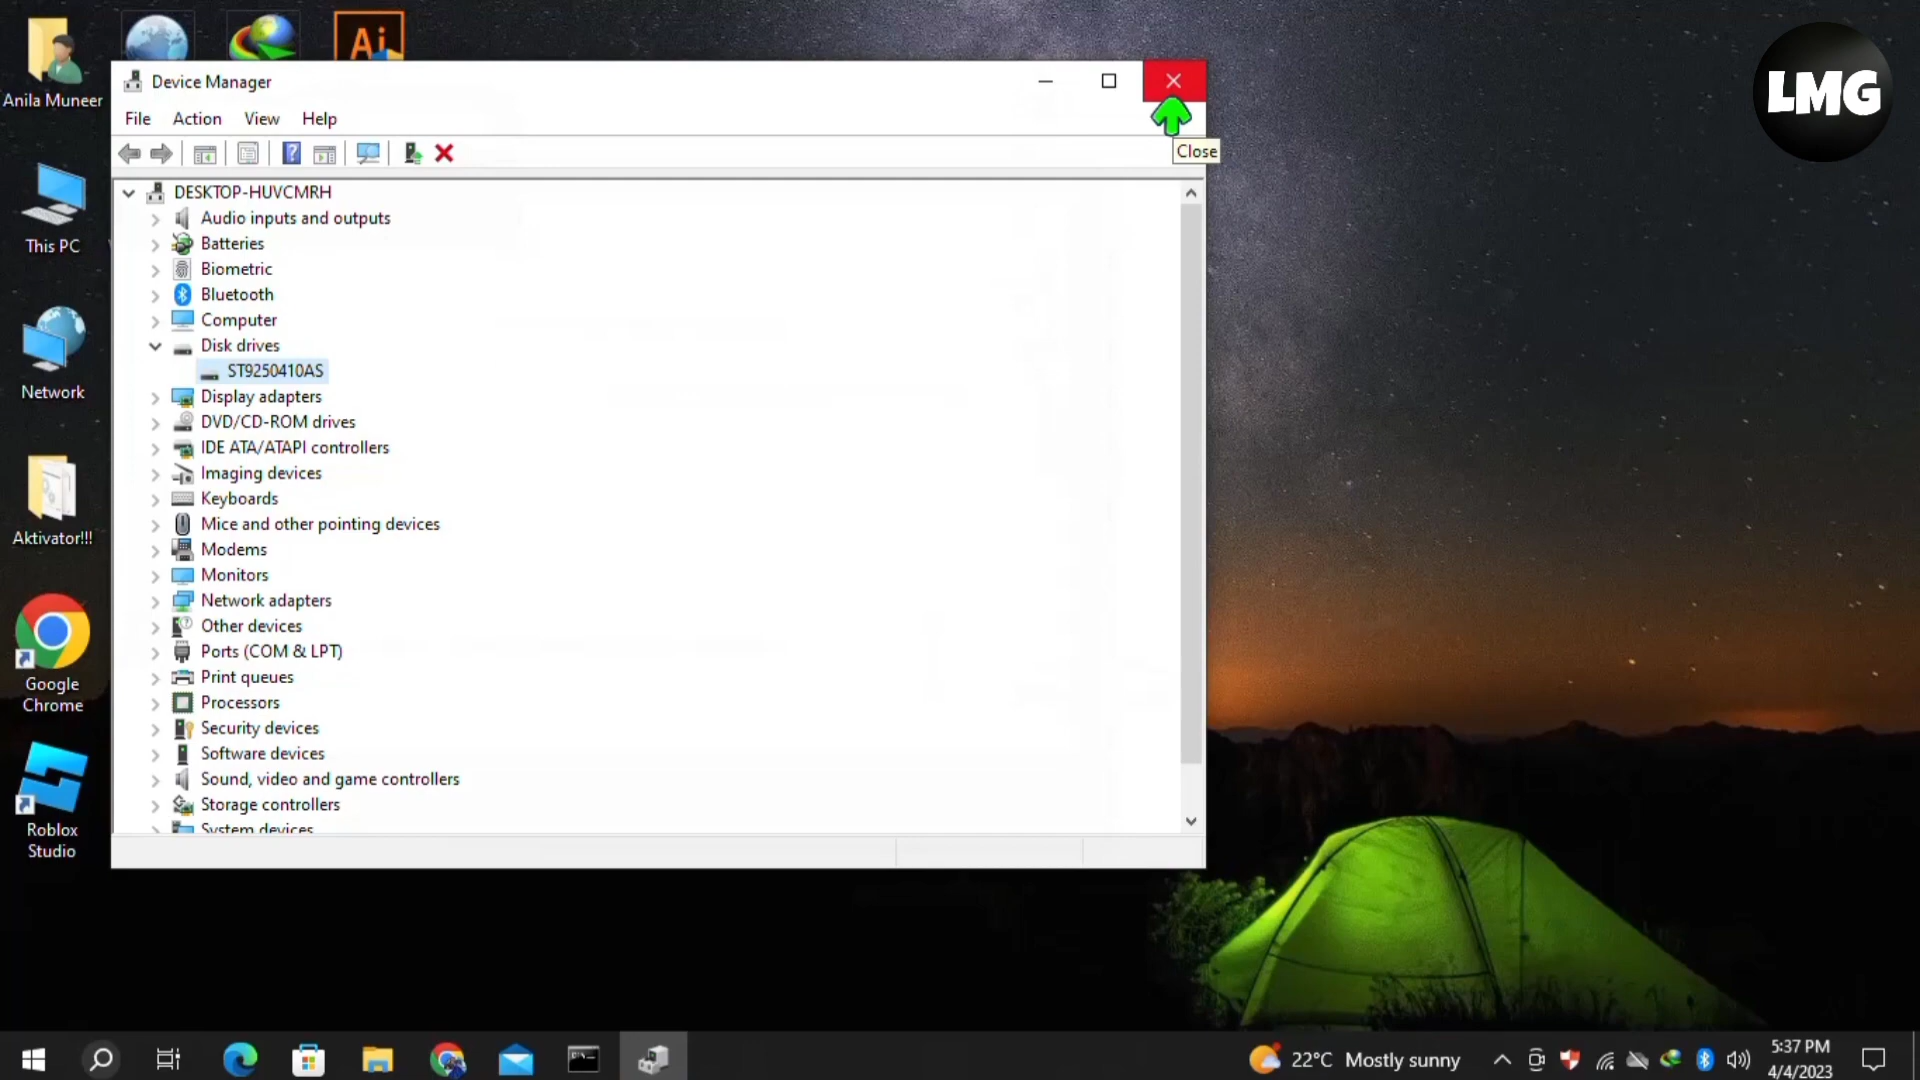 Ai
LMG
Device Manager
Anila Muneer
File Action View Help
Close
DESKTOP-HUVCMRH
Audio inputs and outputs
Batteries
This PC
Biometric
Bluetooth
Computer
Disk drives
ST9250410AS
Network
Display adapters
DVD/CD-ROM drives
IDE ATA/ATAPI controllers
Imaging devices
Keyboards
Mice and other pointing devices
Aktivator!!!
Modems
Monitors
Network adapters
Other devices
Ports (COM & LPT)
Google
Chrome
Print queues
Processors
Security devices
Software devices
Sound, video and game controllers
Storage controllers
System devices
Roblox
Studio
22°C Mostly sunny
5:37 PM
4/4/2023